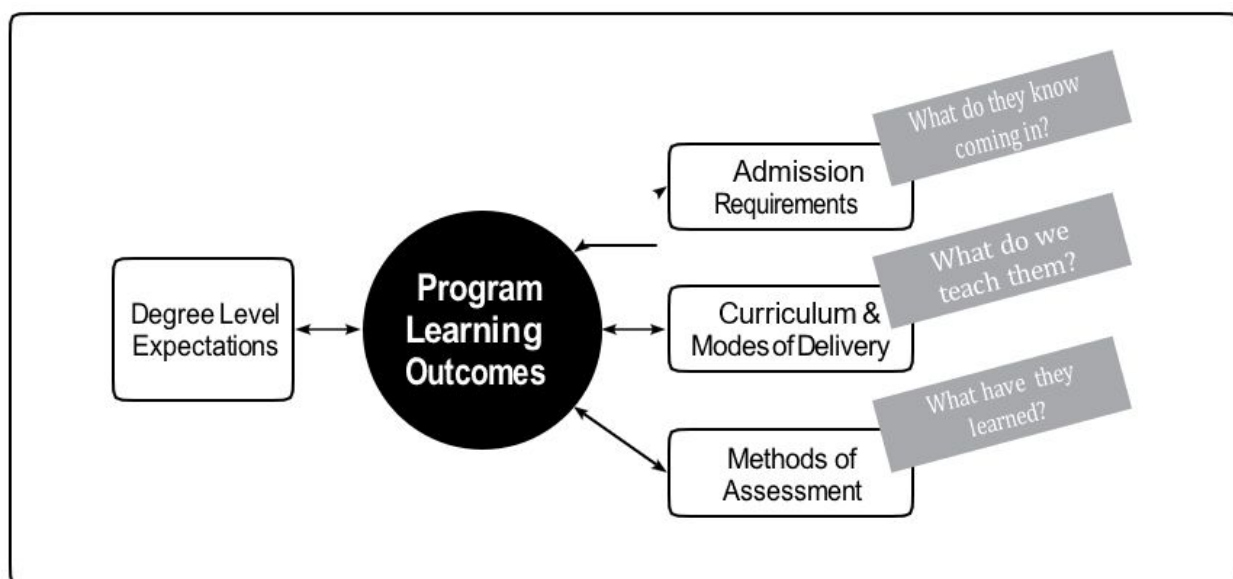 What do they know
coming in?
Admission
Requirements
What do we
teach them?
Degree Level
Expectations
Program
Learning
Outcomes
Curriculum &
Modes of Delivery
What have they
learned?
Methods of
Assessment